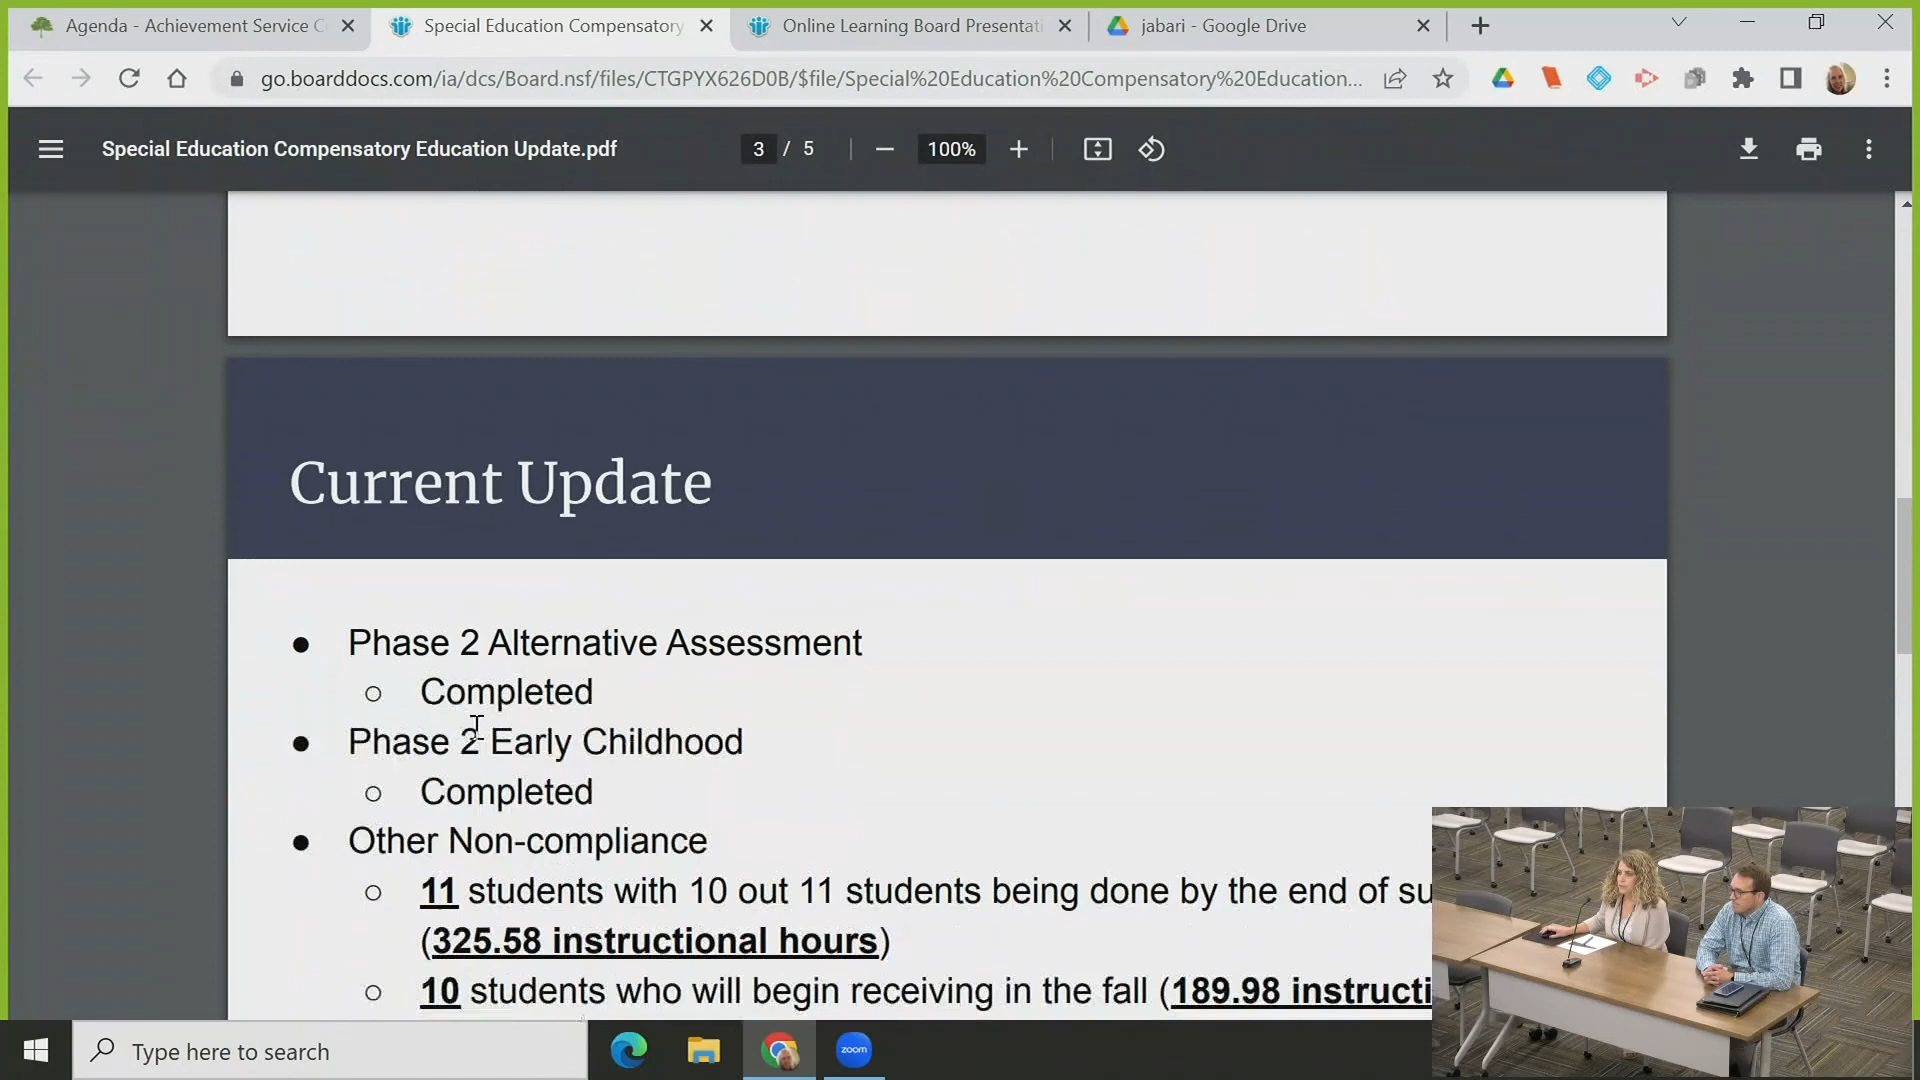 Agenda - Achievement Service C
Special Education Compensatory
Online Learning Board Presentati
jabari - Google Drive
go.boarddocs.com/ia/dcs/Board.nsf/files/CTGPYX626D0B/$file/Special%20Education%20Compensatory%20Education...
Special Education Compensatory Education Update.pdf
3 / 5
100%
Current Update
● Phase 2 Alternative Assessment
○ Completed
● Phase 2 Early Childhood
○ Completed
● Other Non-compliance
○ 11 students with 10 out 11 students being done by the end of su
(325.58 instructional hours)
○ 10 students who will begin receiving in the fall (189.98 instructi
Type here to search
zoom